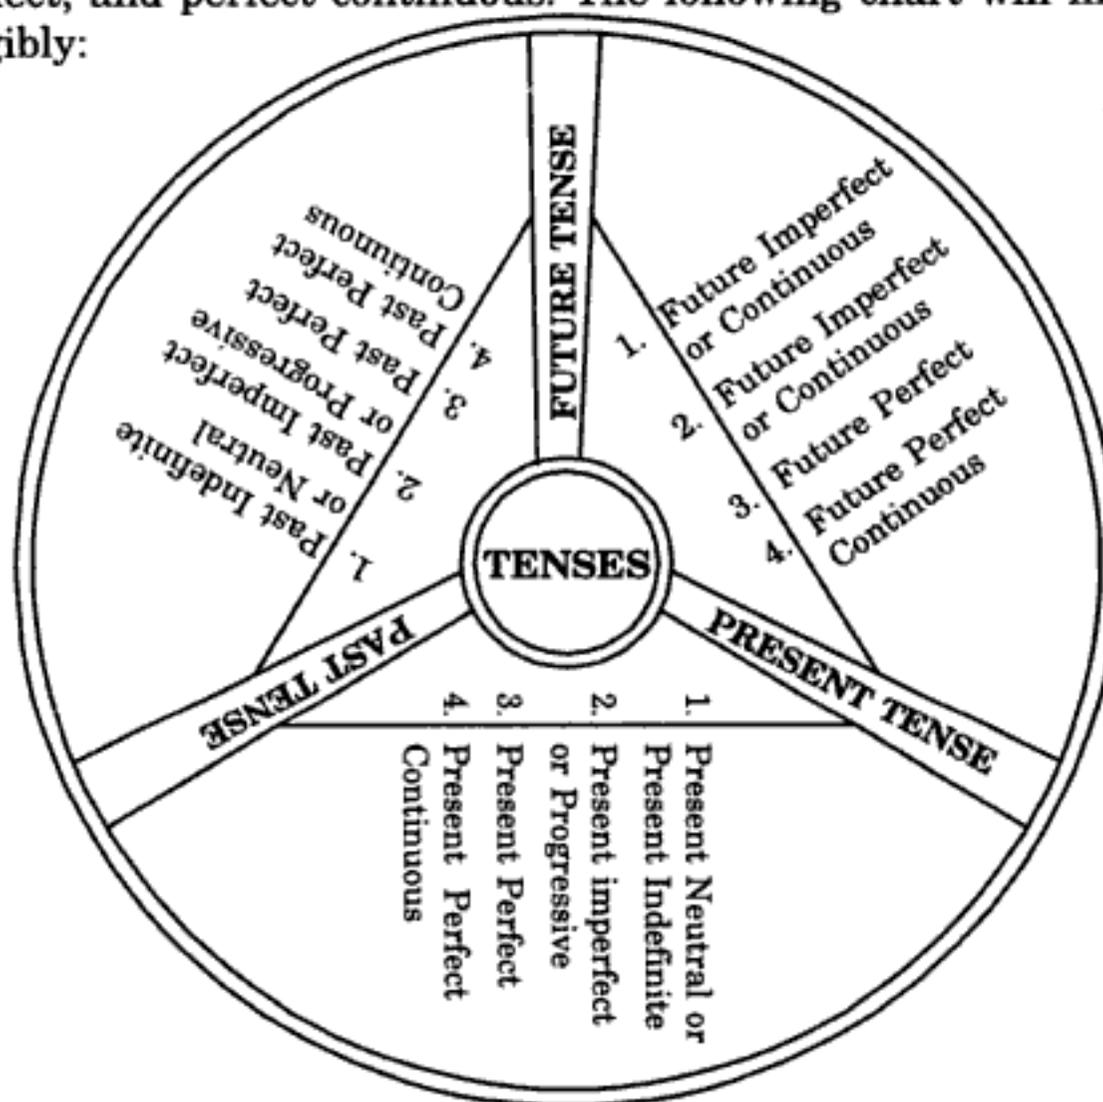 fect, and perfect continuous. The following chart will m
gibly:
TENSES
FUTURE TENSE
1. Future Imperfect
or Continuous
2. Future Imperfect
or Continuous
3. Future Perfect
4. Future Perfect
Continuous
PRESENT TENSE
1. Present Neutral or
Present Indefinite
2. Present imperfect
or Progressive
3. Present Perfect
4. Present Perfect
Continuous
PAST TENSE
1. Past Indefinite
or Neutral
2. Past Imperfect
or Progressive
3. Past Perfect
4. Past Perfect
Continuous